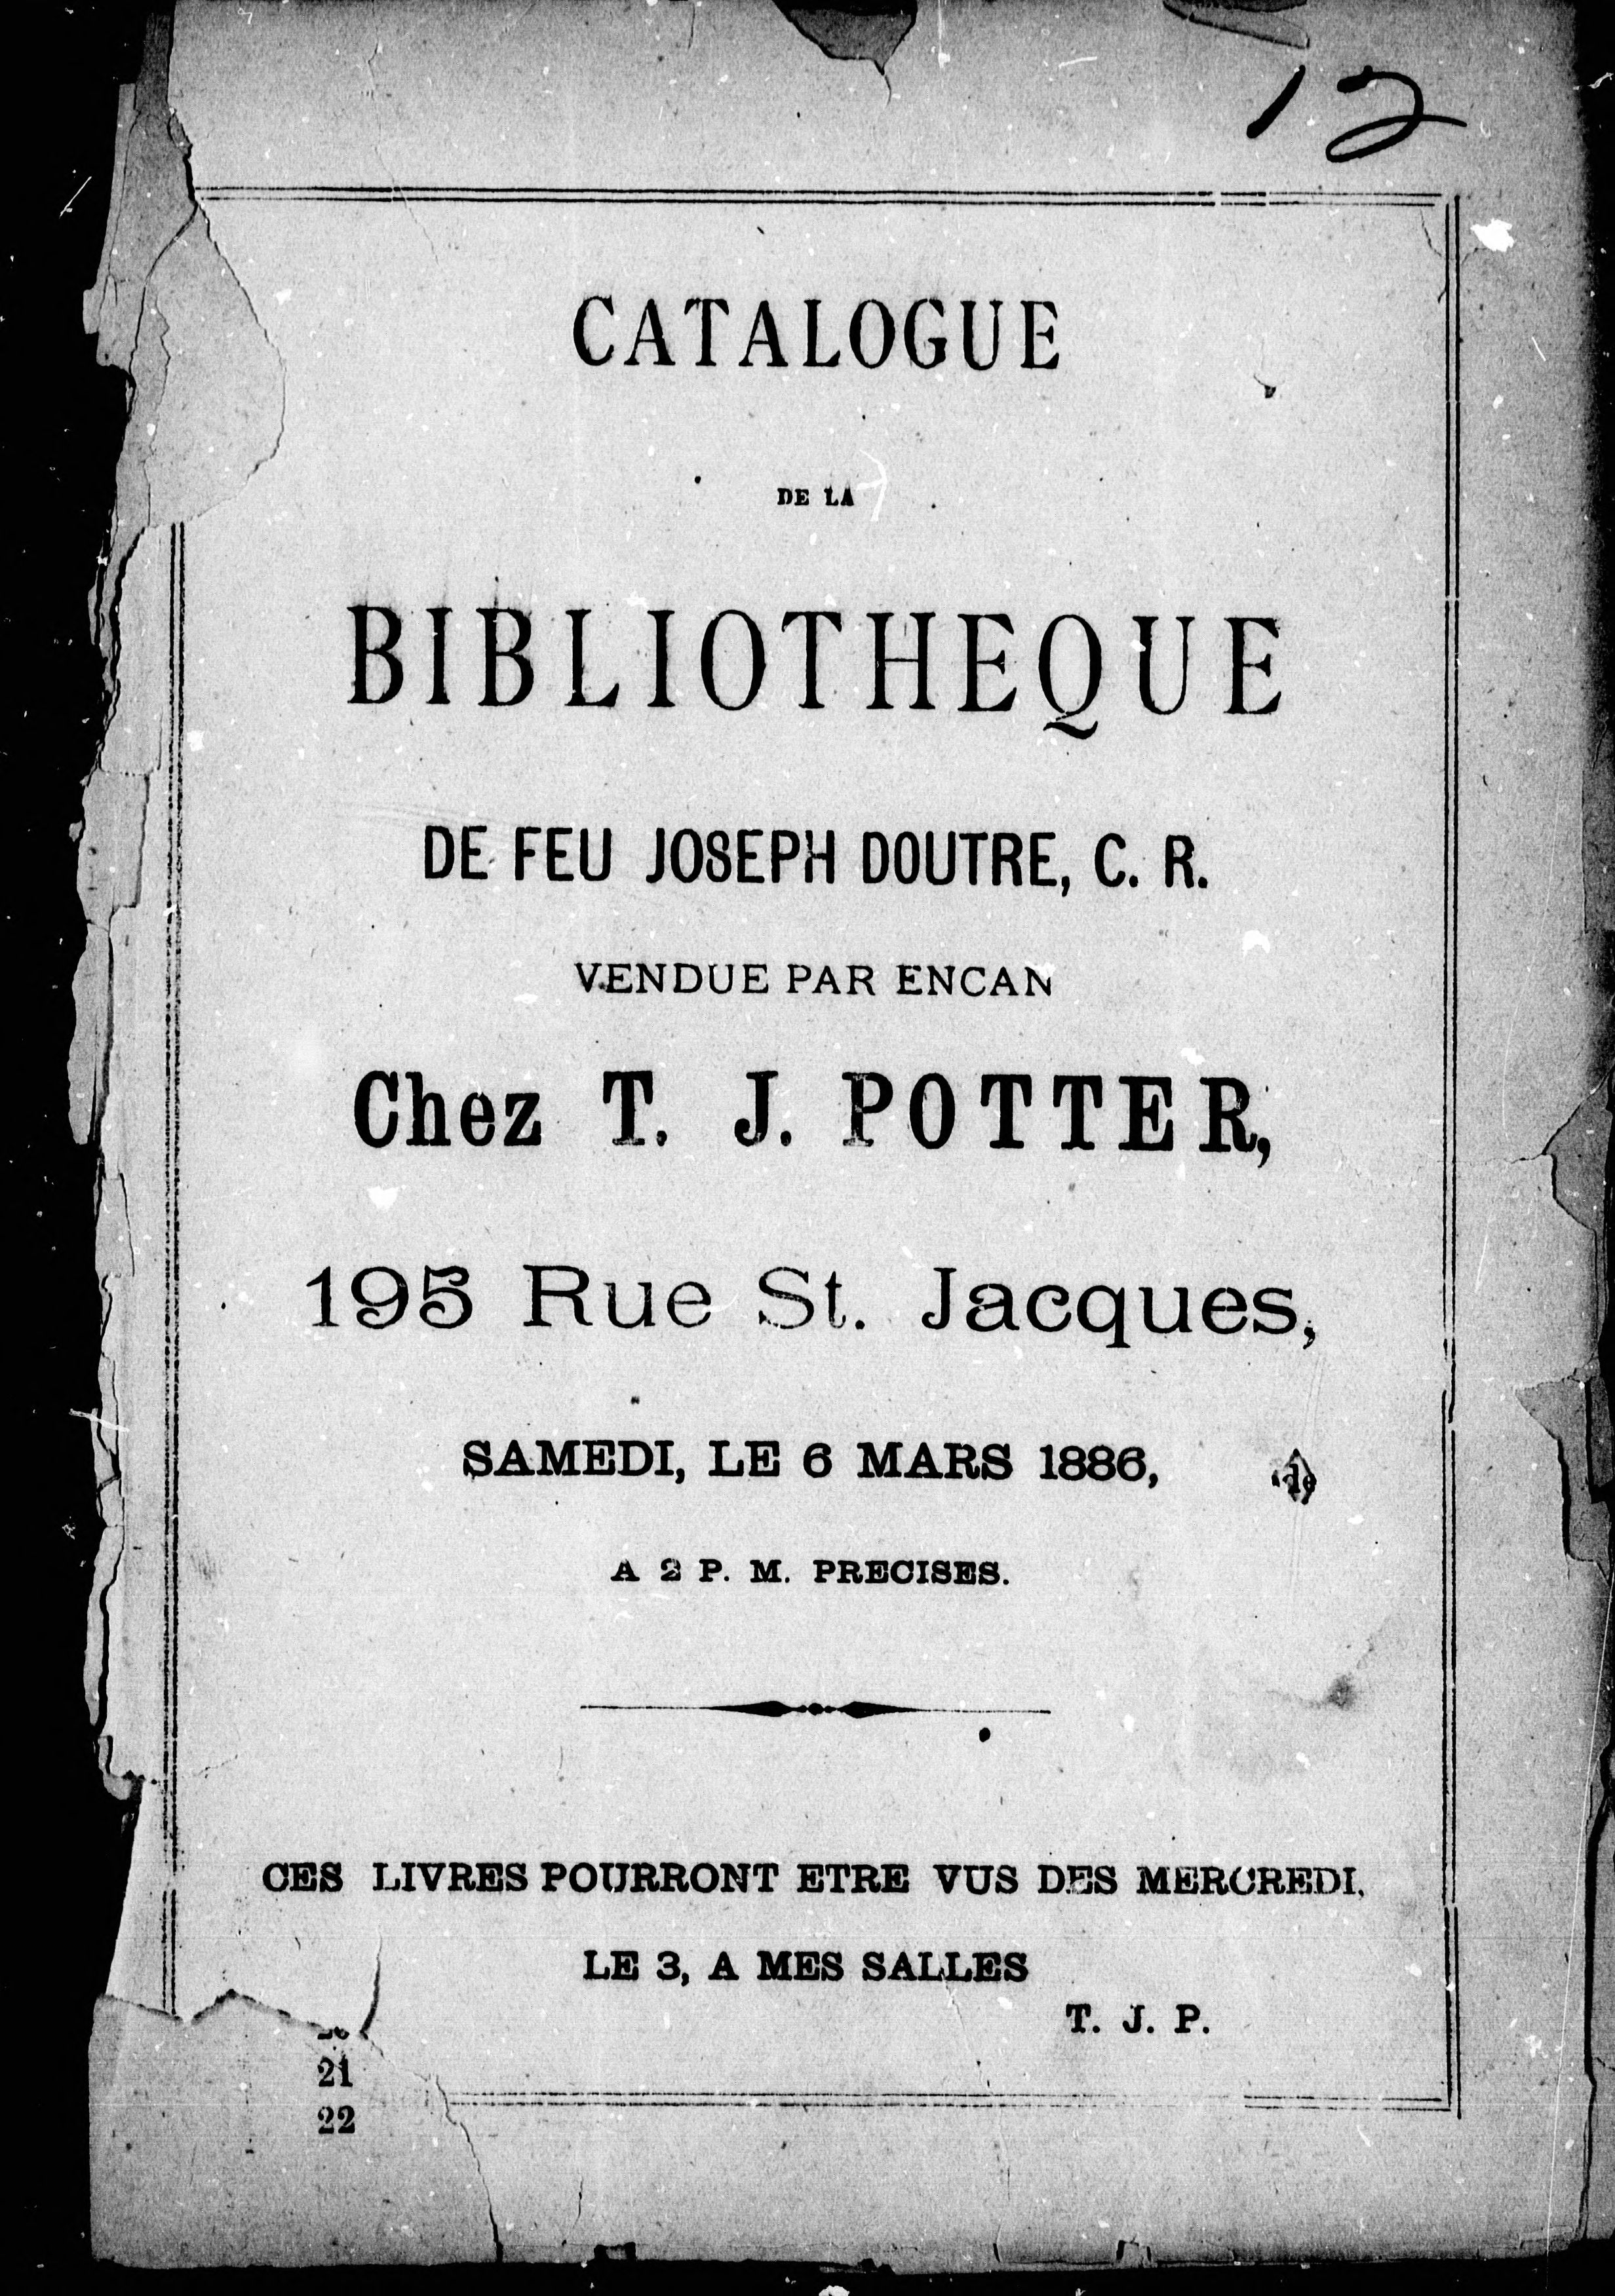 12
CATALOGUE
DE LA
BIBLIOTHEQUE
DE FEU JOSEPH DOUTRE, C. R.
VENDUE PAR ENCAN
Chez T. J. POTTER,
195 Rue St. Jacques,
SAMEDI, LE 6 MARS 1886,
A 2 P. M. PRECISES.
CES LIVRES POURRONT ETRE VUS DES MERCREDI,
LE 3, A MES SALLES
T. J. P.
21
22